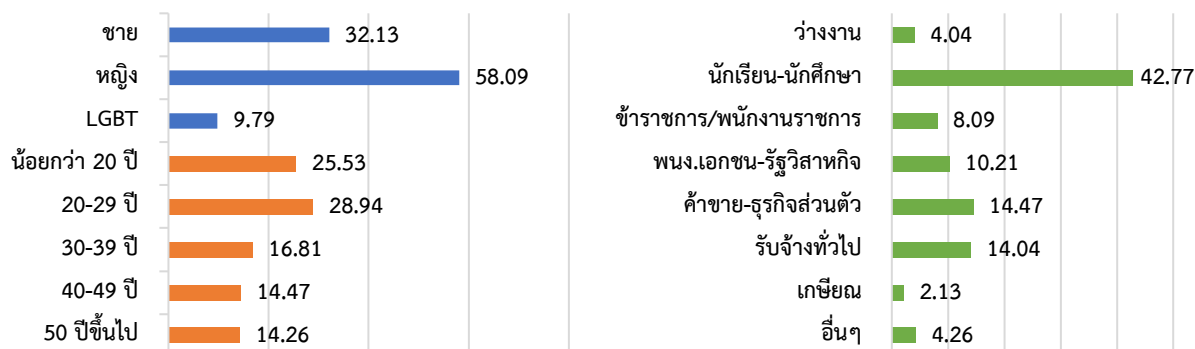 ชาย 32.13
หญิง 58.09
LGBT 9.79
น้อยกว่า 20 ปี 25.53
20-29 ปี 28.94
30-39 ปี 16.81
40-49 ปี 14.47
50 ปีขึ้นไป 14.26
ว่างงาน 4.04
นักเรียน-นักศึกษา 42.77
ข้าราชการ/พนักงานราชการ 8.09
พนง.เอกชน-รัฐวิสาหกิจ 10.21
ค้าขาย-ธุรกิจส่วนตัว 14.47
รับจ้างทั่วไป 14.04
เกษียณ 2.13
อื่นๆ 4.26